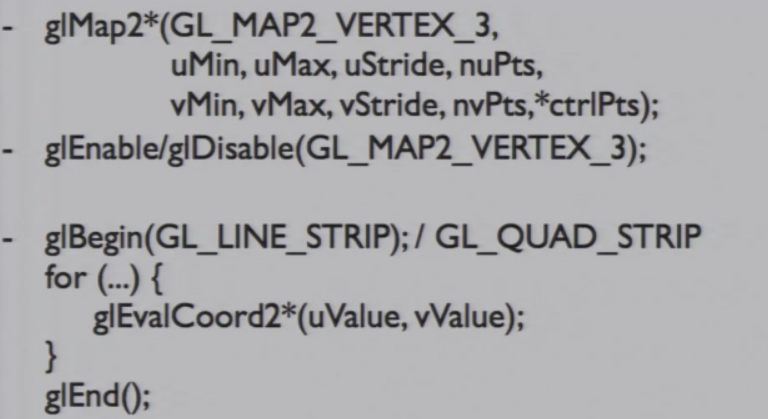 - glMap2*(GL_MAP2_VERTEX_3,
uMin, uMax, uStride, nuPts,
vMin, vMax, vStride, nvPts,*ctrlPts);
- glEnable/glDisable(GL_MAP2_VERTEX_3);
- glBegin(GL_LINE_STRIP); / GL_QUAD_STRIP
for (...) {
glEvalCoord2*(uValue, vValue);
}
glEnd();